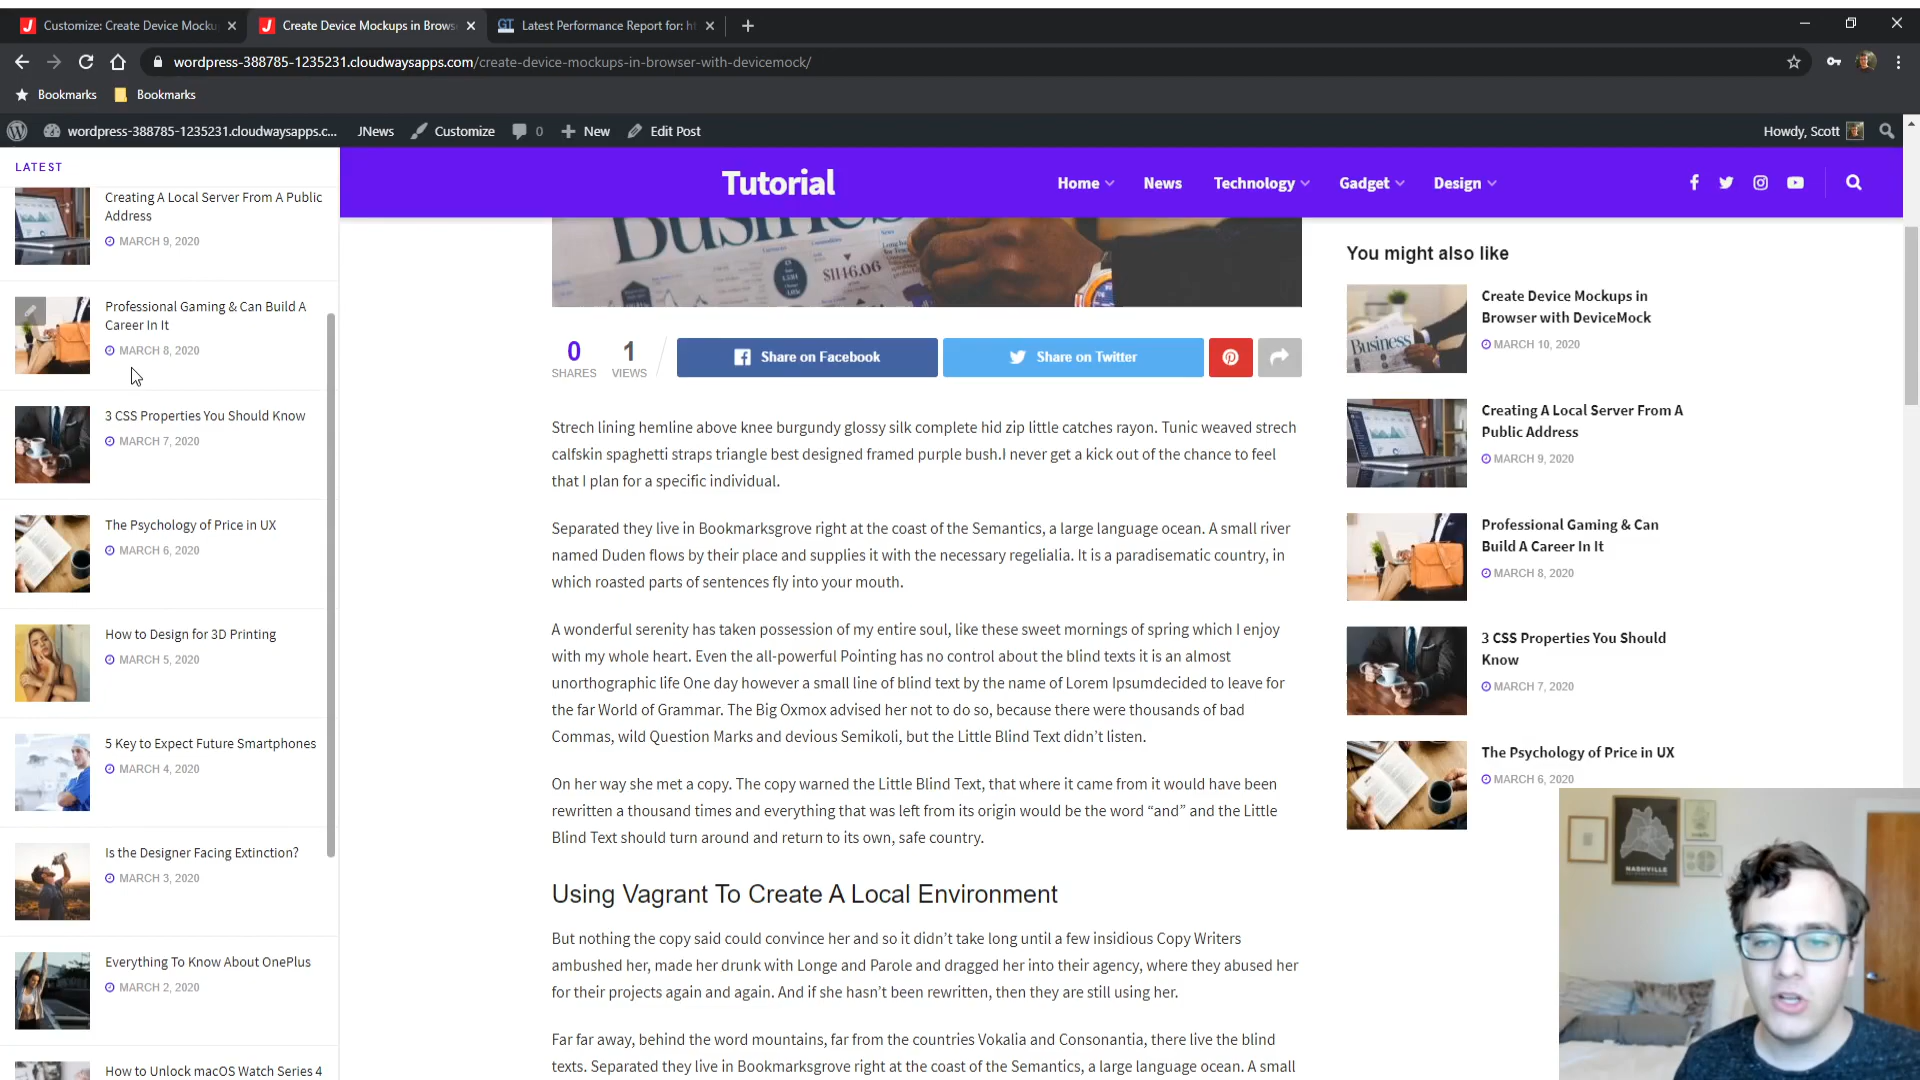 Customize: Create Device Mocku
Create Device Mockups in Brows
GT
Latest Performance Report for: ht
wordpress-388785-1235231.cloudwaysapps.com/create-device-mockups-in-browser-with-devicemock/
Bookmarks
Bookmarks
wordpress-388785-1235231.cloudwaysapps.c...
JNews
Customize
0
New
Edit Post
Howdy, Scott
LATEST
Creating A Local Server From A Public
Address
MARCH 9, 2020
Professional Gaming & Can Build A
Career In It
MARCH 8, 2020
3 CSS Properties You Should Know
MARCH 7, 2020
The Psychology of Price in UX
MARCH 6, 2020
How to Design for 3D Printing
MARCH 5, 2020
5 Key to Expect Future Smartphones
MARCH 4, 2020
Is the Designer Facing Extinction?
MARCH 3, 2020
Everything To Know About OnePlus
MARCH 2, 2020
How to Unlock macOS Watch Series 4
Tutorial
Home
News
Technology
Gadget
Design
Business
$1146.06
0
SHARES
1
VIEWS
Share on Facebook
Share on Twitter
Strech lining hemline above knee burgundy glossy silk complete hid zip little catches rayon. Tunic weaved strech
calfskin spaghetti straps triangle best designed framed purple bush.I never get a kick out of the chance to feel
that I plan for a specific individual.
Separated they live in Bookmarksgrove right at the coast of the Semantics, a large language ocean. A small river
named Duden flows by their place and supplies it with the necessary regelialia. It is a paradisematic country, in
which roasted parts of sentences fly into your mouth.
A wonderful serenity has taken possession of my entire soul, like these sweet mornings of spring which I enjoy
with my whole heart. Even the all-powerful Pointing has no control about the blind texts it is an almost
unorthographic life One day however a small line of blind text by the name of Lorem Ipsumdecided to leave for
the far World of Grammar. The Big Oxmox advised her not to do so, because there were thousands of bad
Commas, wild Question Marks and devious Semikoli, but the Little Blind Text didn’t listen.
On her way she met a copy. The copy warned the Little Blind Text, that where it came from it would have been
rewritten a thousand times and everything that was left from its origin would be the word “and” and the Little
Blind Text should turn around and return to its own, safe country.
Using Vagrant To Create A Local Environment
But nothing the copy said could convince her and so it didn’t take long until a few insidious Copy Writers
ambushed her, made her drunk with Longe and Parole and dragged her into their agency, where they abused her
for their projects again and again. And if she hasn’t been rewritten, then they are still using her.
Far far away, behind the word mountains, far from the countries Vokalia and Consonantia, there live the blind
texts. Separated they live in Bookmarksgrove right at the coast of the Semantics, a large language ocean. A small
You might also like
Create Device Mockups in
Browser with DeviceMock
MARCH 10, 2020
Business
Creating A Local Server From A
Public Address
MARCH 9, 2020
Professional Gaming & Can
Build A Career In It
MARCH 8, 2020
3 CSS Properties You Should
Know
MARCH 7, 2020
The Psychology of Price in UX
MARCH 6, 2020
NASHVILLE